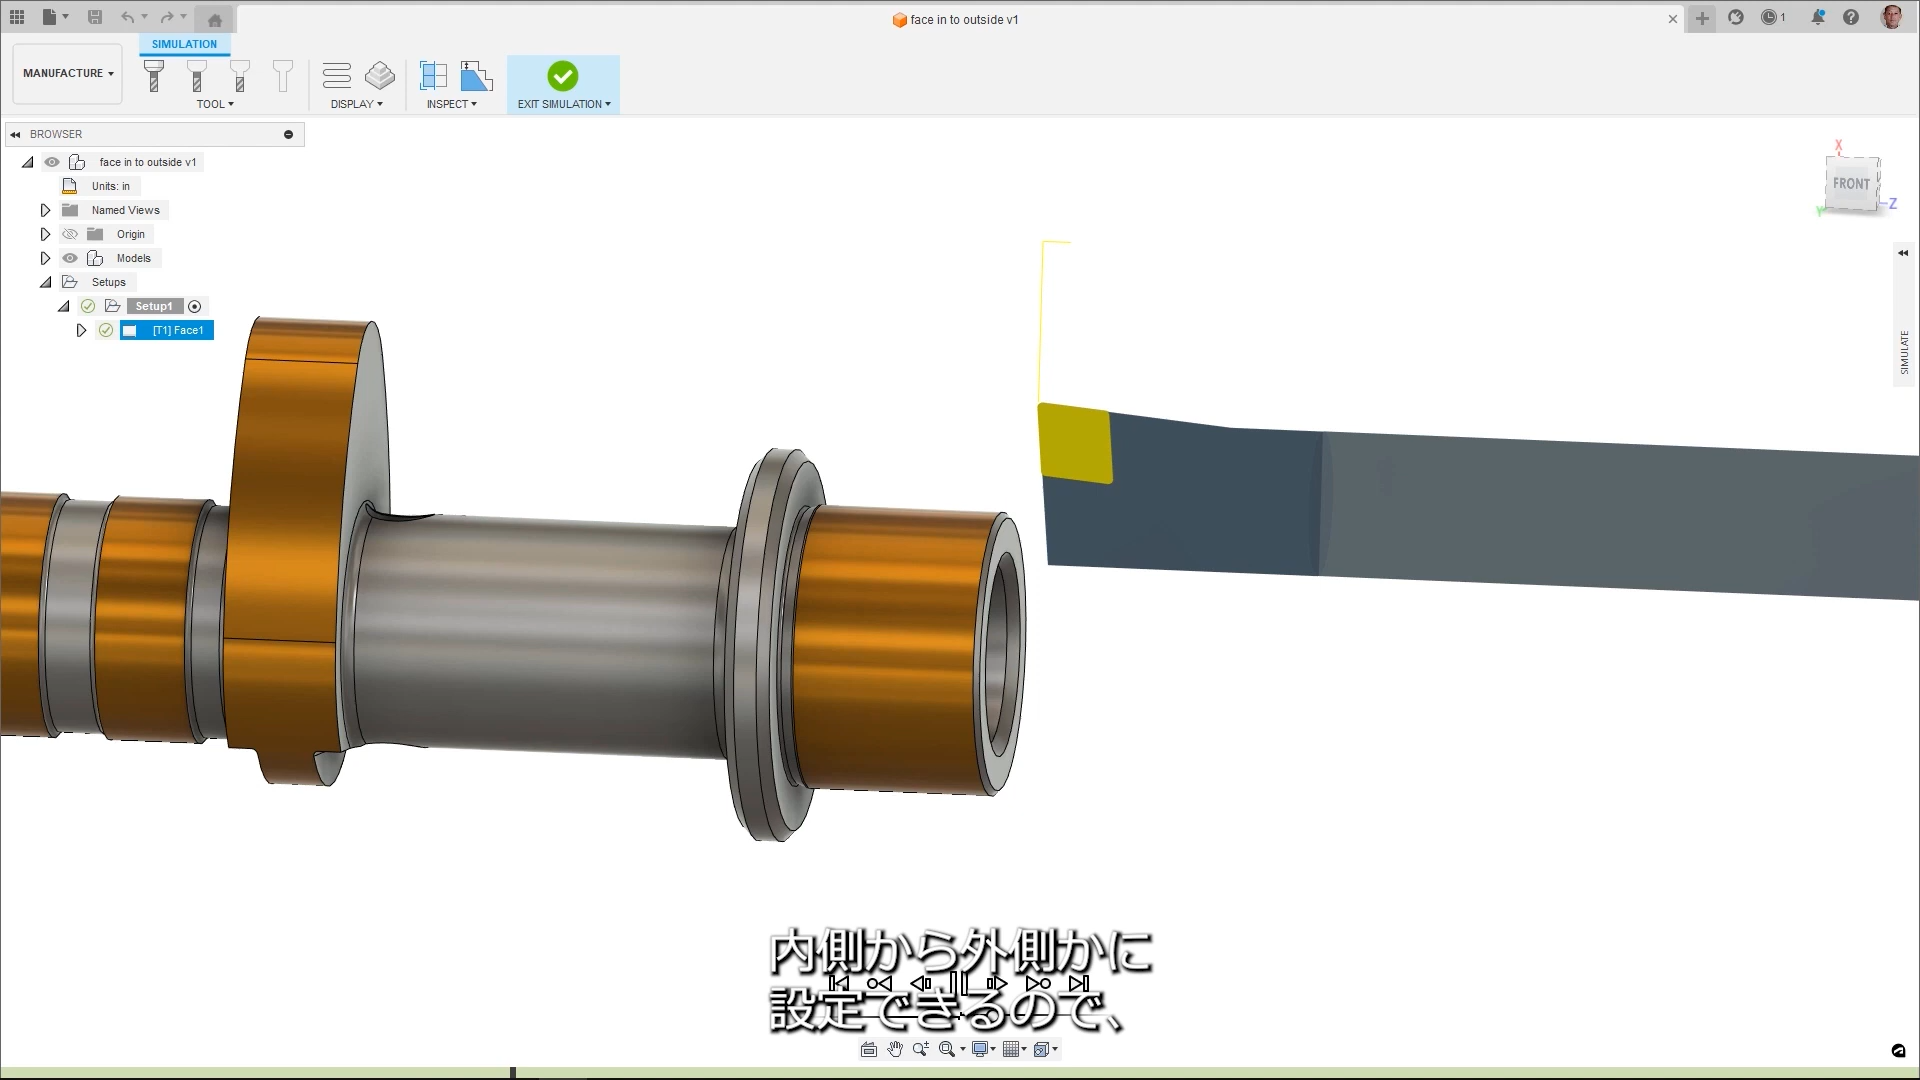 face in to outside v1
1
SIMULATION
MANUFACTURE
TOOL
DISPLAY
INSPECT
EXIT SIMULATION
BROWSER
face in to outside v1
Units: in
Named Views
Origin
Models
Setups
Setup1
[T1] Face1
X
FRONT
Z
Y
SIMULATE
内側から外側かに
設定できるので、